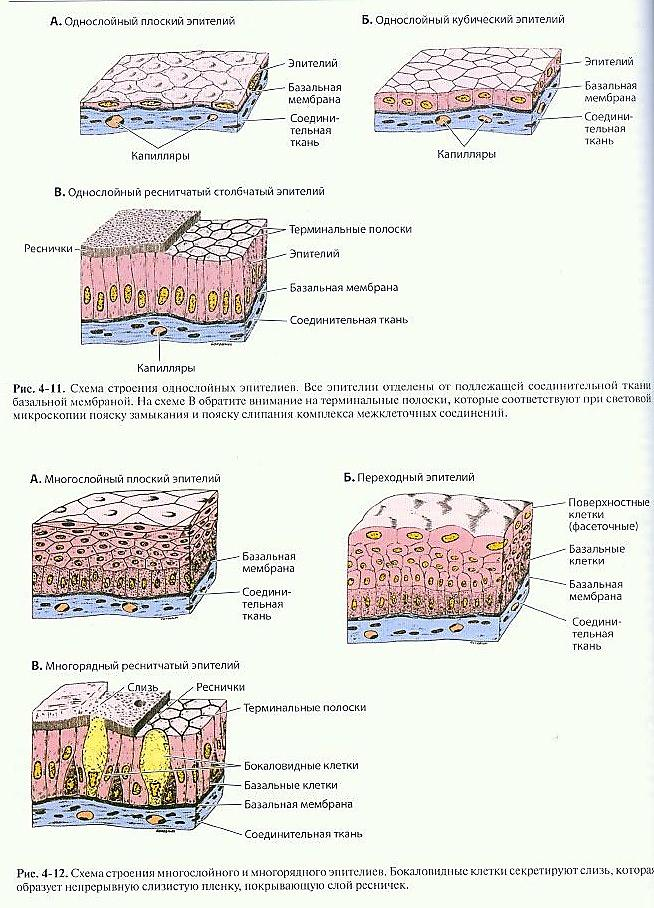 А. Однослойный плоский эпителий
Эпителий
Базальная
мембрана
Соедини-
тельная
ткань
Капилляры
Б. Однослойный кубический эпителий
Эпителий
Базальная
мембрана
Соедини-
тельная
ткань
Капилляры
В. Однослойный реснитчатый столбчатый эпителий
Реснички
Терминальные полоски
Эпителий
Базальная мембрана
Соединительная ткань
Капилляры
Рис. 4-11. Схема строения однослойных эпителиев. Все эпителии отделены от подлежащей соединительной ткани
базальной мембраной. На схеме В обратите внимание на терминальные полоски, которые соответствуют при световой
микроскопии пояску замыкания и пояску слипания комплекса межклеточных соединений.
А. Многослойный плоский эпителий
Базальная
мембрана
Соедини-
тельная
ткань
Б. Переходный эпителий
Поверхностные
клетки
(фасеточные)
Базальные
клетки
Базальная
мембрана
Соедини-
тельная
ткань
В. Многорядный реснитчатый эпителий
Слизь
Реснички
Терминальные полоски
Бокаловидные клетки
Базальные клетки
Базальная мембрана
Соединительная ткань
Рис. 4-12. Схема строения многослойного и многорядного эпителиев. Бокаловидные клетки секретируют слизь, котора
образует непрерывную слизистую пленку, покрывающую слой ресничек.